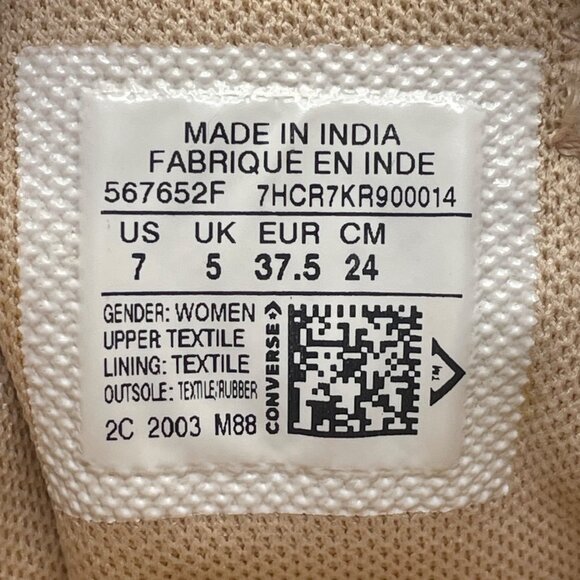 MADE IN INDIA
FABRIQUE EN INDE
567652F 7HCR7KR900014
US UK EUR CM
7 5 37.5 24
GENDER: WOMEN
UPPER TEXTILE
LINING: TEXTILE
OUTSOLE: TEXTILE/RUBBER
2C 2003 M88
CONVERSE
TM